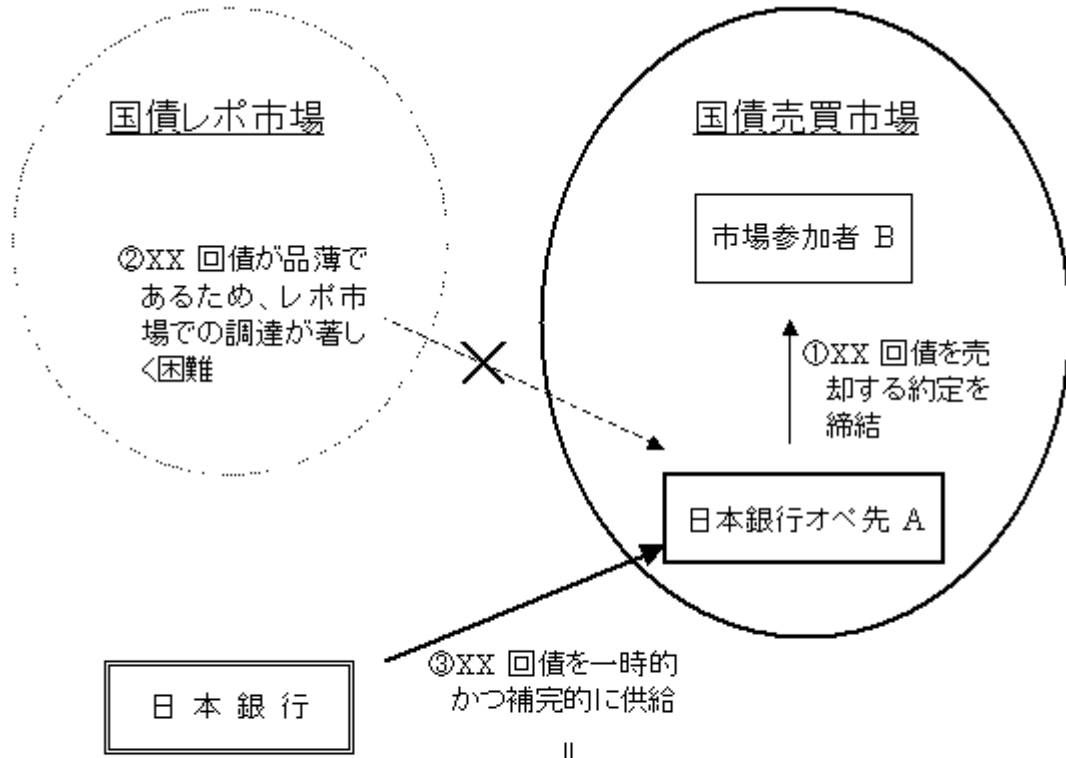 国債レポ市場
国債売買市場
市場参加者 B
②XX 回債が品薄で
あるため、レポ市
場での調達が著し
く困難
①XX 回債を売
却する約定を
締結
日本銀行オペ先 A
③XX 回債を一時的
かつ補完的に供給
日 本 銀 行
||